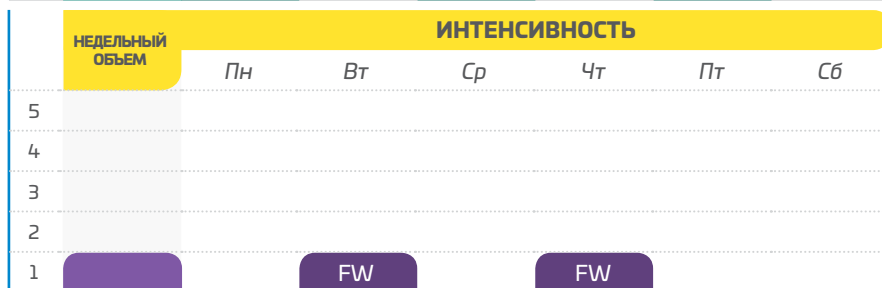 НЕДЕЛЬНЫЙ
ОБЪЕМ
ИНТЕНСИВНОСТЬ
Пн Вт Ср Чт Пт Сб
5
4
3
2
1 FW FW